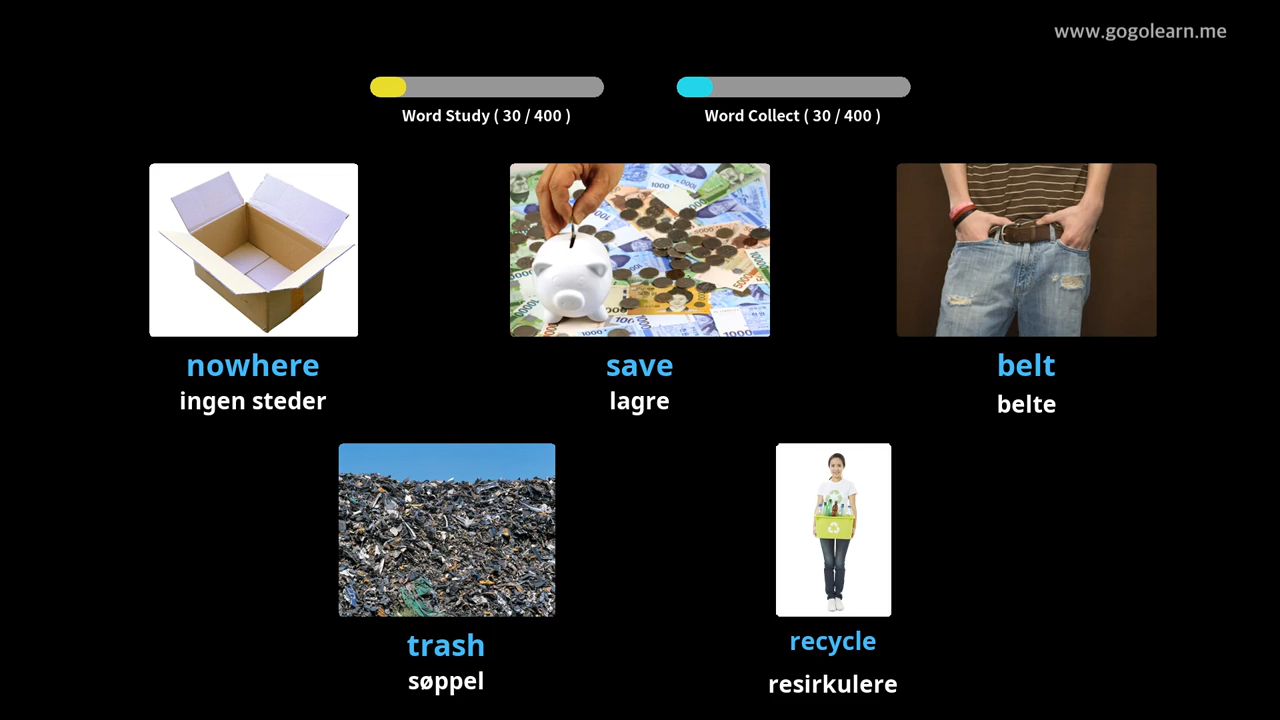 www.gogolearn.me
Word Study ( 30 / 400 )
Word Collect ( 30 / 400 )
nowhere
ingen steder
save
lagre
belt
belte
trash
søppel
recycle
resirkulere